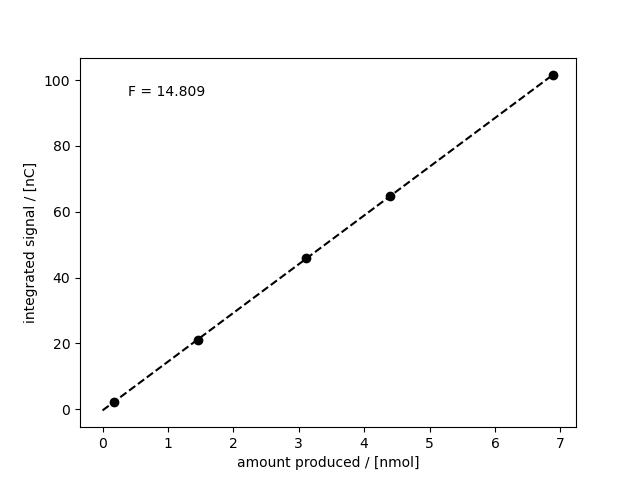 F = 14.809
integrated signal / [nC]
100
80
60
40
20
0
0 1 2 3 4 5 6 7
amount produced / [nmol]